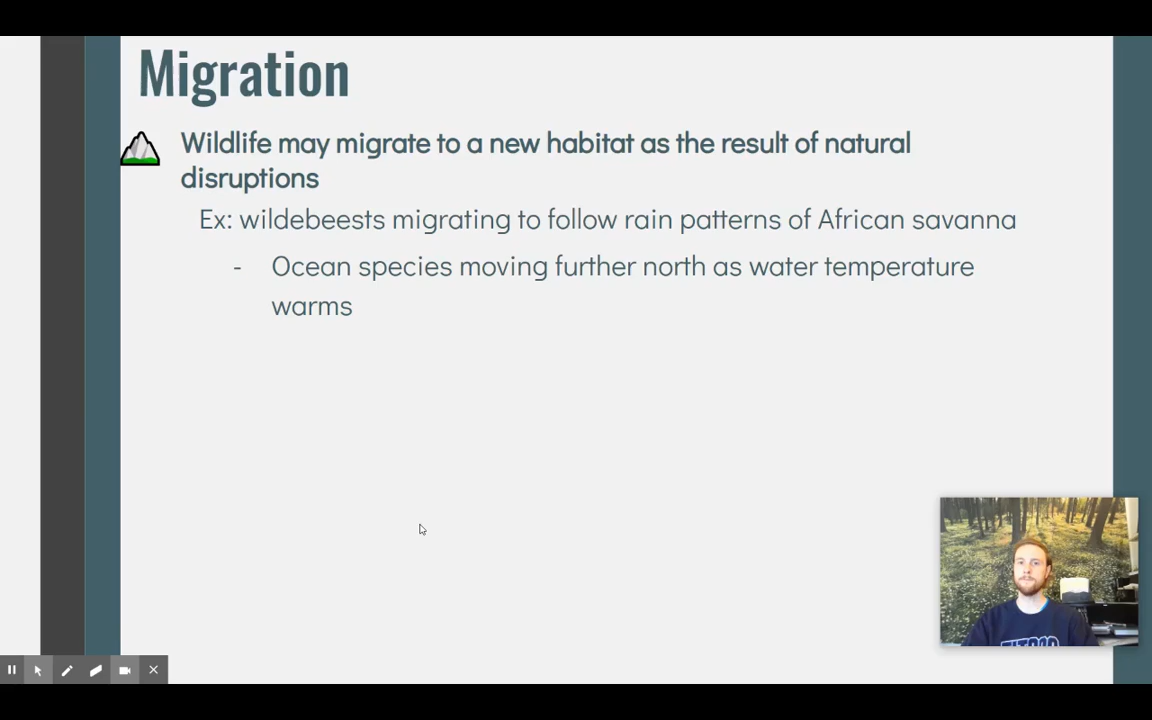 Migration
Wildlife may migrate to a new habitat as the result of natural
disruptions
Ex: wildebeests migrating to follow rain patterns of African savanna
- Ocean species moving further north as water temperature
warms